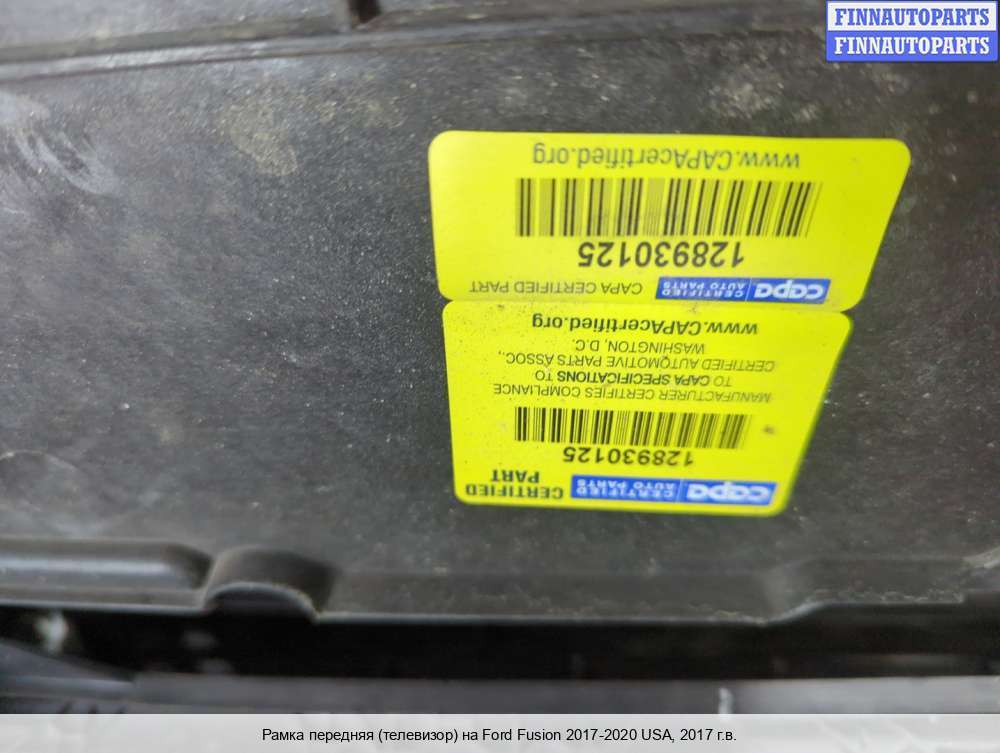 FINNAUTOPARTS
FINNAUTOPARTS
capa CERTIFIED AUTO PARTS CERTIFIED PART
128930125
MANUFACTURER CERTIFIES COMPLIANCE
TO CAPA SPECIFICATIONS TO
CERTIFIED AUTOMOTIVE PARTS ASSOC.,
WASHINGTON, D.C.
www.CAPAcertified.org
capa CERTIFIED AUTO PARTS CAPA CERTIFIED PART
128930125
www.CAPAcertified.org
Рамка передняя (телевизор) на Ford Fusion 2017-2020 USA, 2017 г.в.